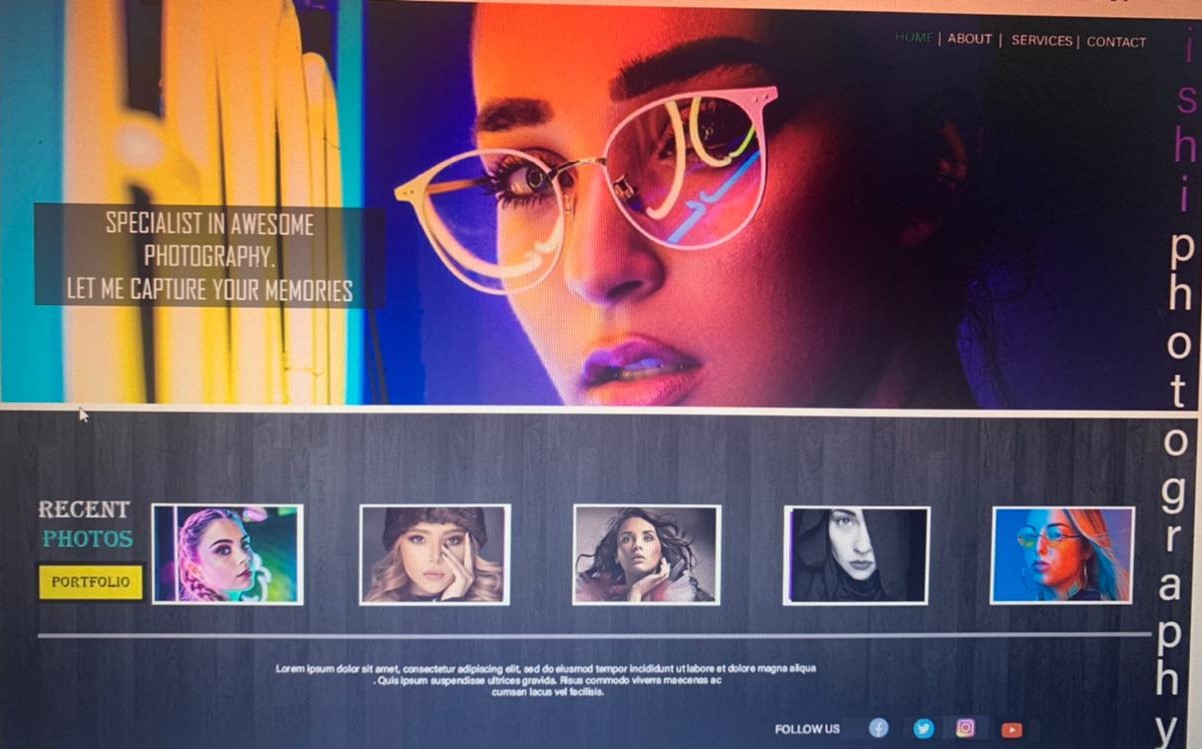 HOME | ABOUT | SERVICES | CONTACT
ishiphotography
SPECIALIST IN AWESOME
PHOTOGRAPHY.
LET ME CAPTURE YOUR MEMORIES
RECENT
PHOTOS
PORTFOLIO
Lorem ipsum dolor sit amet, consectetur adipiscing elit, sed do eiusmod tempor incididunt ut labore et dolore magna aliqua
. Quis ipsum suspendisse ultrices gravida. Risus commodo viverra maecenas ac
cumsan lacus vel facilisis.
FOLLOW US